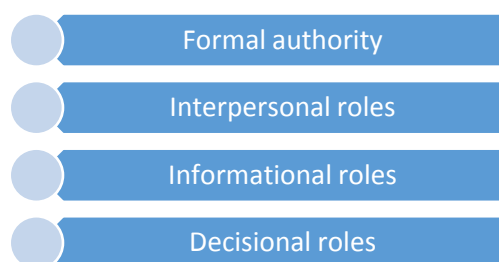 Formal authority
Interpersonal roles
Informational roles
Decisional roles